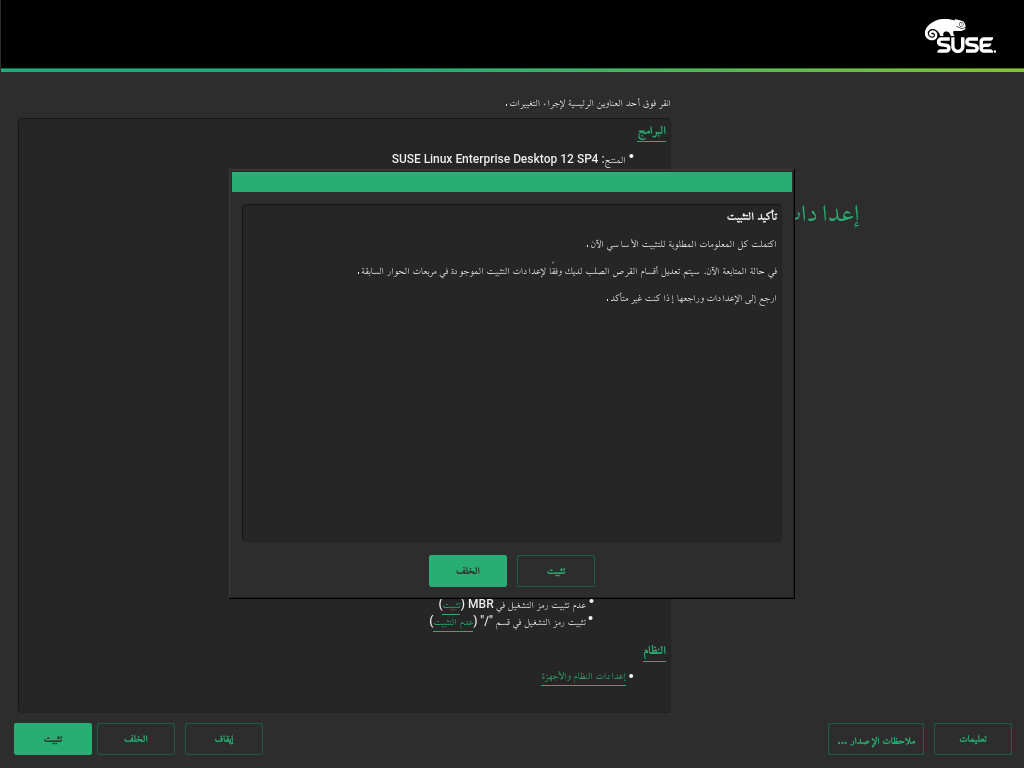 SUSE.
انقر فوق أحد العناوين الرئيسية لإجراء التغييرات.
البرامج
المنتج: SUSE Linux Enterprise Desktop 12 SP4
إعدادات
تأكيد التثبيت
اكتملت كل المعلومات المطلوبة للتثبيت الأساسي الآن.
في حالة المتابعة الآن. سيتم تعديل أقسام القرص الصلب لديك وفقًا لإعدادات التثبيت الموجودة في مربعات الحوار السابقة.
ارجع إلى الإعدادات وراجعها إذا كنت غير متأكد.
تثبيت
الخلف
عدم تثبيت رمز التشغيل في MBR (تثبيت)
تثبيت رمز التشغيل في قسم "/" (عدم التثبيت)
النظام
إعدادات النظام والأجهزة
تعليمات
ملاحظات الإصدار ...
إيقاف
الخلف
تثبيت